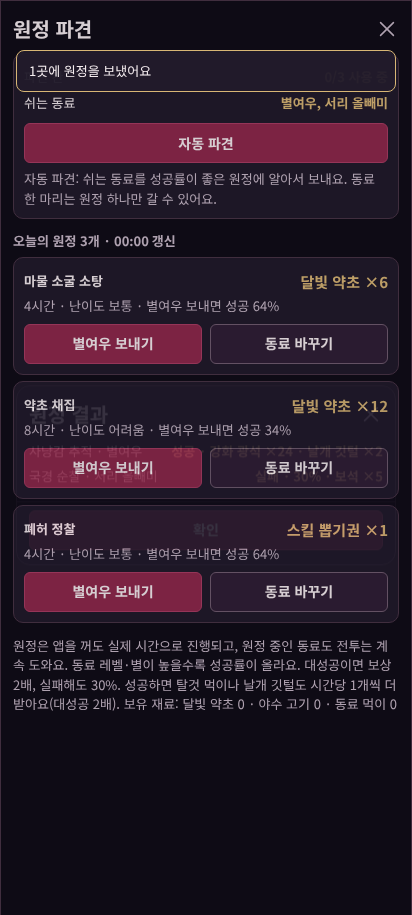 원정 파견
1곳에 원정을 보냈어요
쉬는 동료 별여우, 서리 올빼미
자동 파견
자동 파견: 쉬는 동료를 성공률이 좋은 원정에 알아서 보내요. 동료
한 마리는 원정 하나만 갈 수 있어요.
오늘의 원정 3개 · 00:00 갱신
마물 소굴 소탕 달빛 약초 ×6
4시간 · 난이도 보통 · 별여우 보내면 성공 64%
별여우 보내기 동료 바꾸기
약초 채집 달빛 약초 ×12
원정 결과
8시간 · 난이도 어려움 · 별여우 보내면 성공 34%
별여우 보내기 동료 바꾸기
확인
폐허 정찰 스킬 뽑기권 ×1
4시간 · 난이도 보통 · 별여우 보내면 성공 64%
별여우 보내기 동료 바꾸기
원정은 앱을 꺼도 실제 시간으로 진행되고, 원정 중인 동료도 전투는 계
속 도와요. 동료 레벨·별이 높을수록 성공률이 올라요. 대성공이면 보상
2배, 실패해도 30%. 성공하면 탈것 먹이나 날개 깃털도 시간당 1개씩 더
받아요(대성공 2배). 보유 재료: 달빛 약초 0 · 야수 고기 0 · 동료 먹이 0